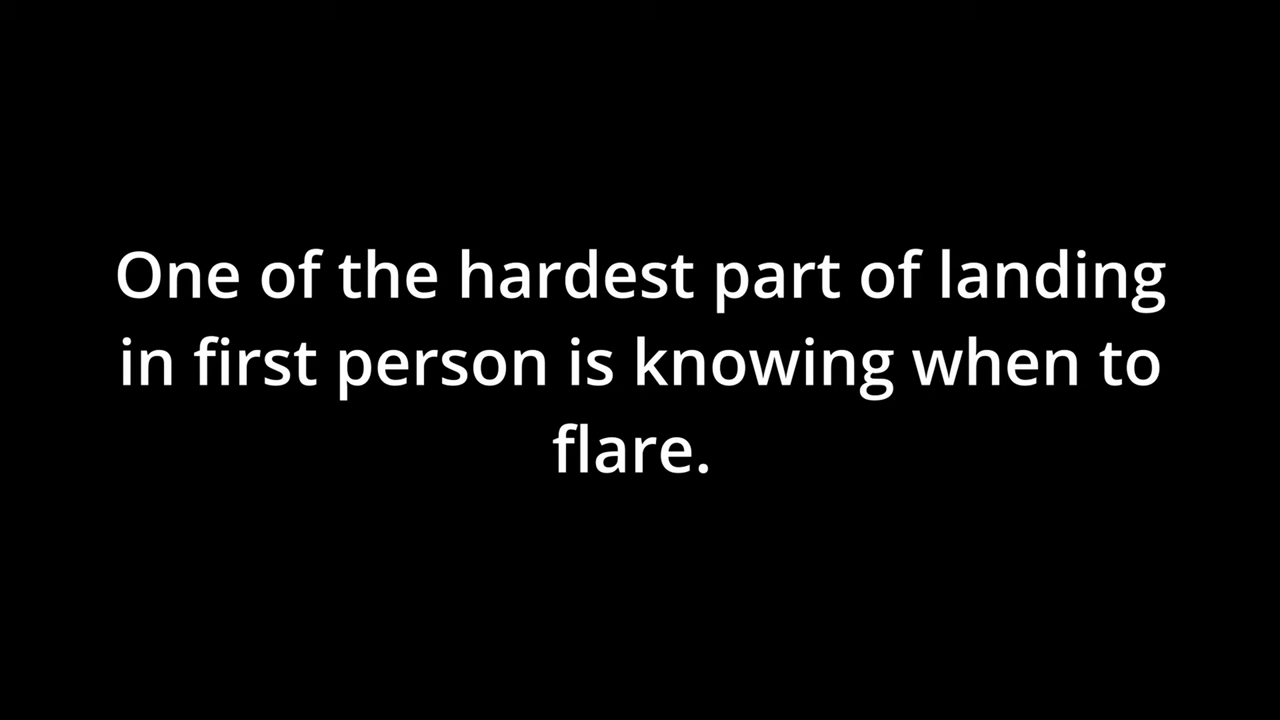 One of the hardest part of landing
in first person is knowing when to
flare.